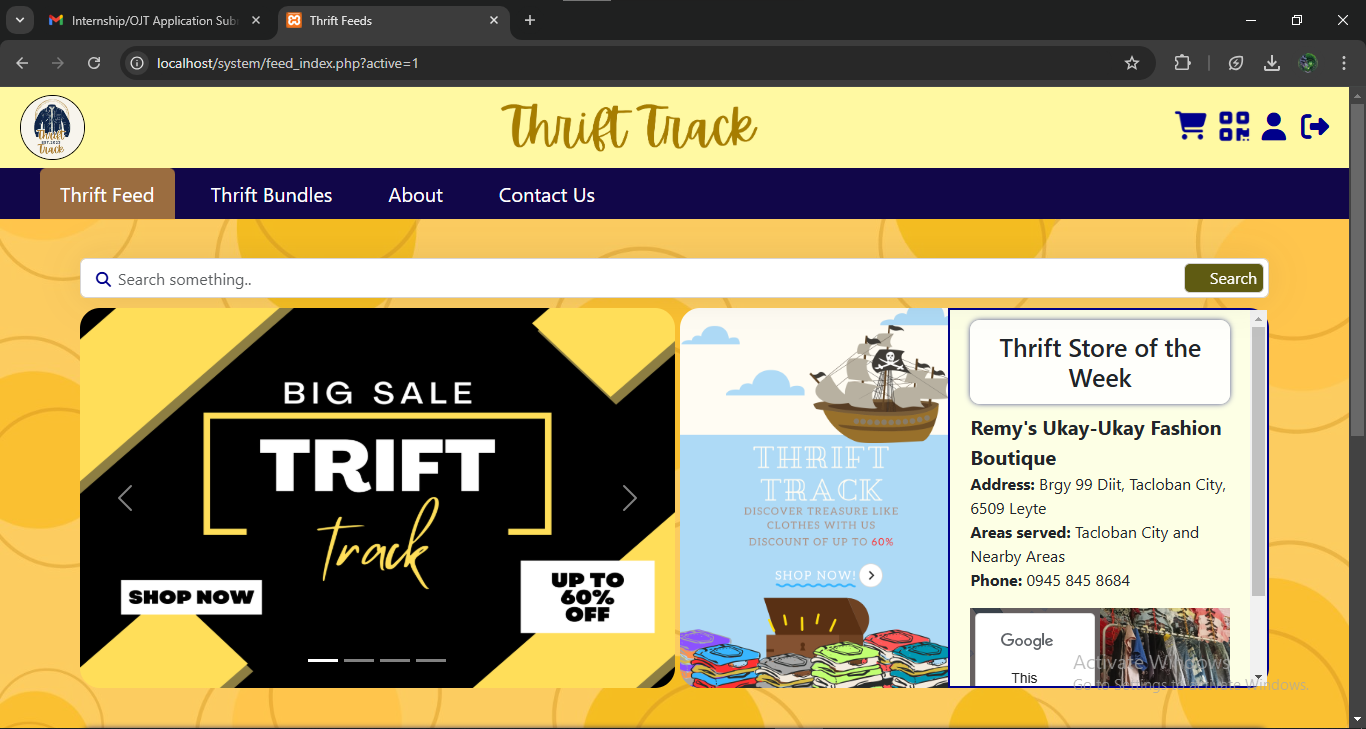 Internship/OJT Application Sub
Thrift Feeds
localhost/system/feed_index.php?active=1
Thrift Track
Thrift Track
Thrift Feed
Thrift Bundles
About
Contact Us
Search something..
Search
BIG SALE
TRIFT
Track
SHOP NOW
UP TO
60%
OFF
THRIFT
TRACK
DISCOVER TREASURE LIKE
CLOTHES WITH US
DISCOUNT OF UP TO 60%
SHOP NOW!
Thrift Store of the
Week
Remy's Ukay-Ukay Fashion
Boutique
Address: Brgy 99 Diit, Tacloban City,
6509 Leyte
Areas served: Tacloban City and
Nearby Areas
Phone: 0945 845 8684
Google
This
Activate Windows
Go to Settings to activate Windows.